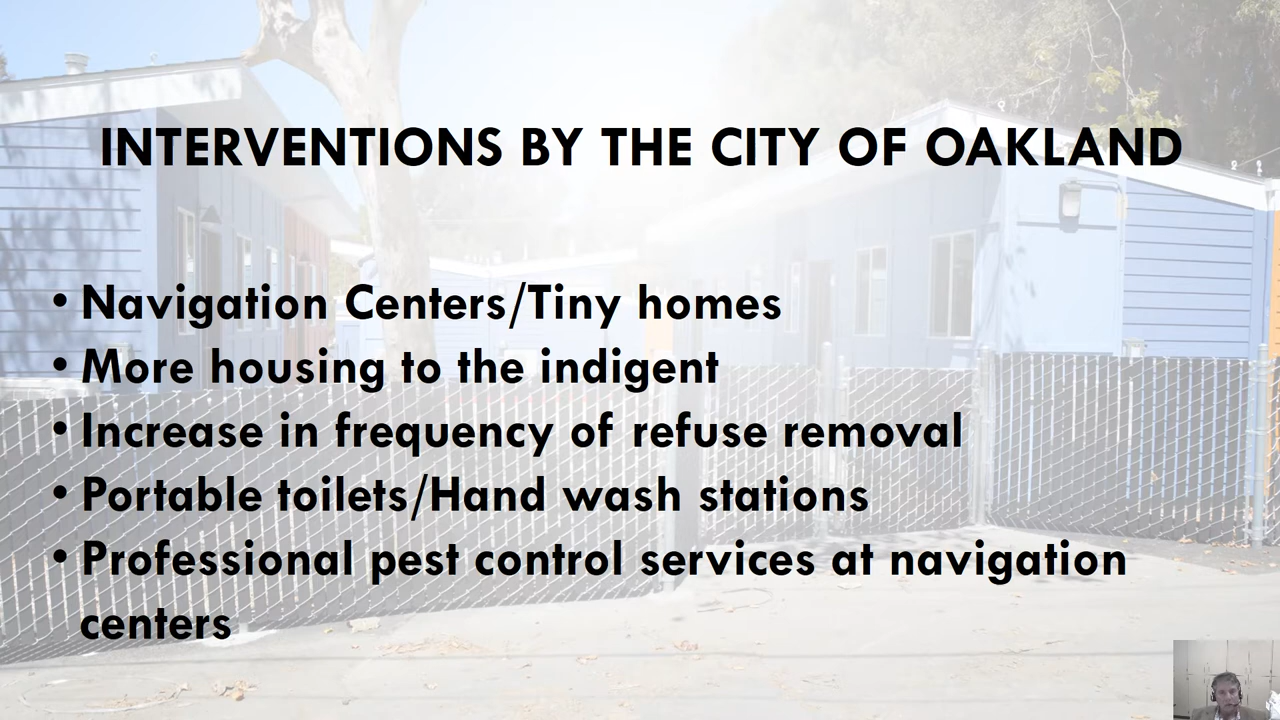 INTERVENTIONS BY THE CITY OF OAKLAND
• Navigation Centers/Tiny homes
• More housing to the indigent
• Increase in frequency of refuse removal
• Portable toilets/Hand wash stations
• Professional pest control services at navigation
centers